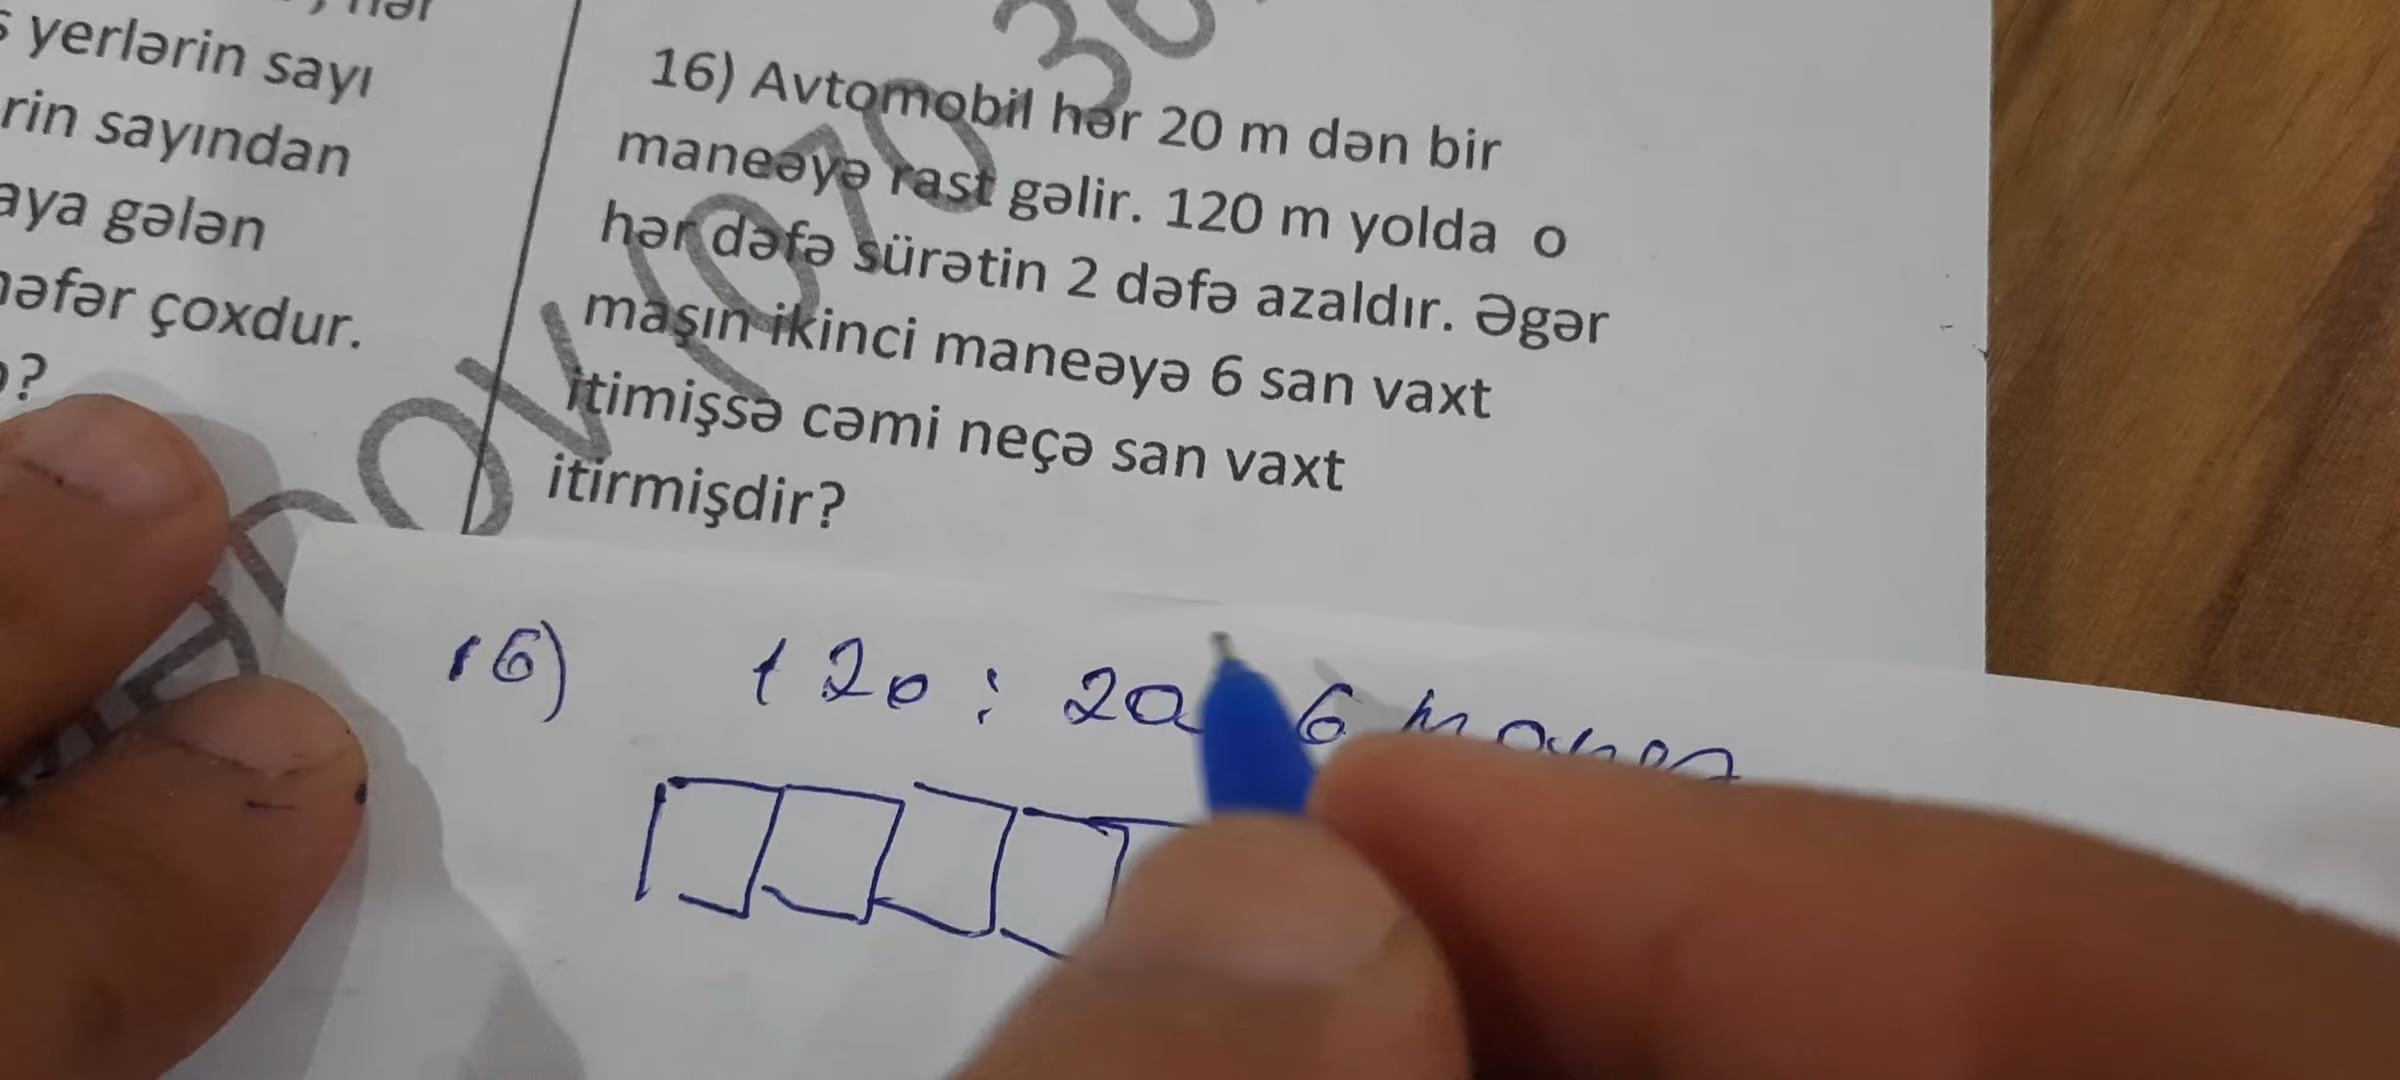 yerlərin sayı
rin sayından
aya gələn
nəfər çoxdur.
?
16) Avtomobil hər 20 m dən bir
maneəyə rast gəlir. 120 m yolda o
hər dəfə sürətin 2 dəfə azaldır. Əgər
maşın ikinci maneəyə 6 san vaxt
itimişsə cəmi neçə san vaxt
itirmişdir?
16) 120 : 20 6